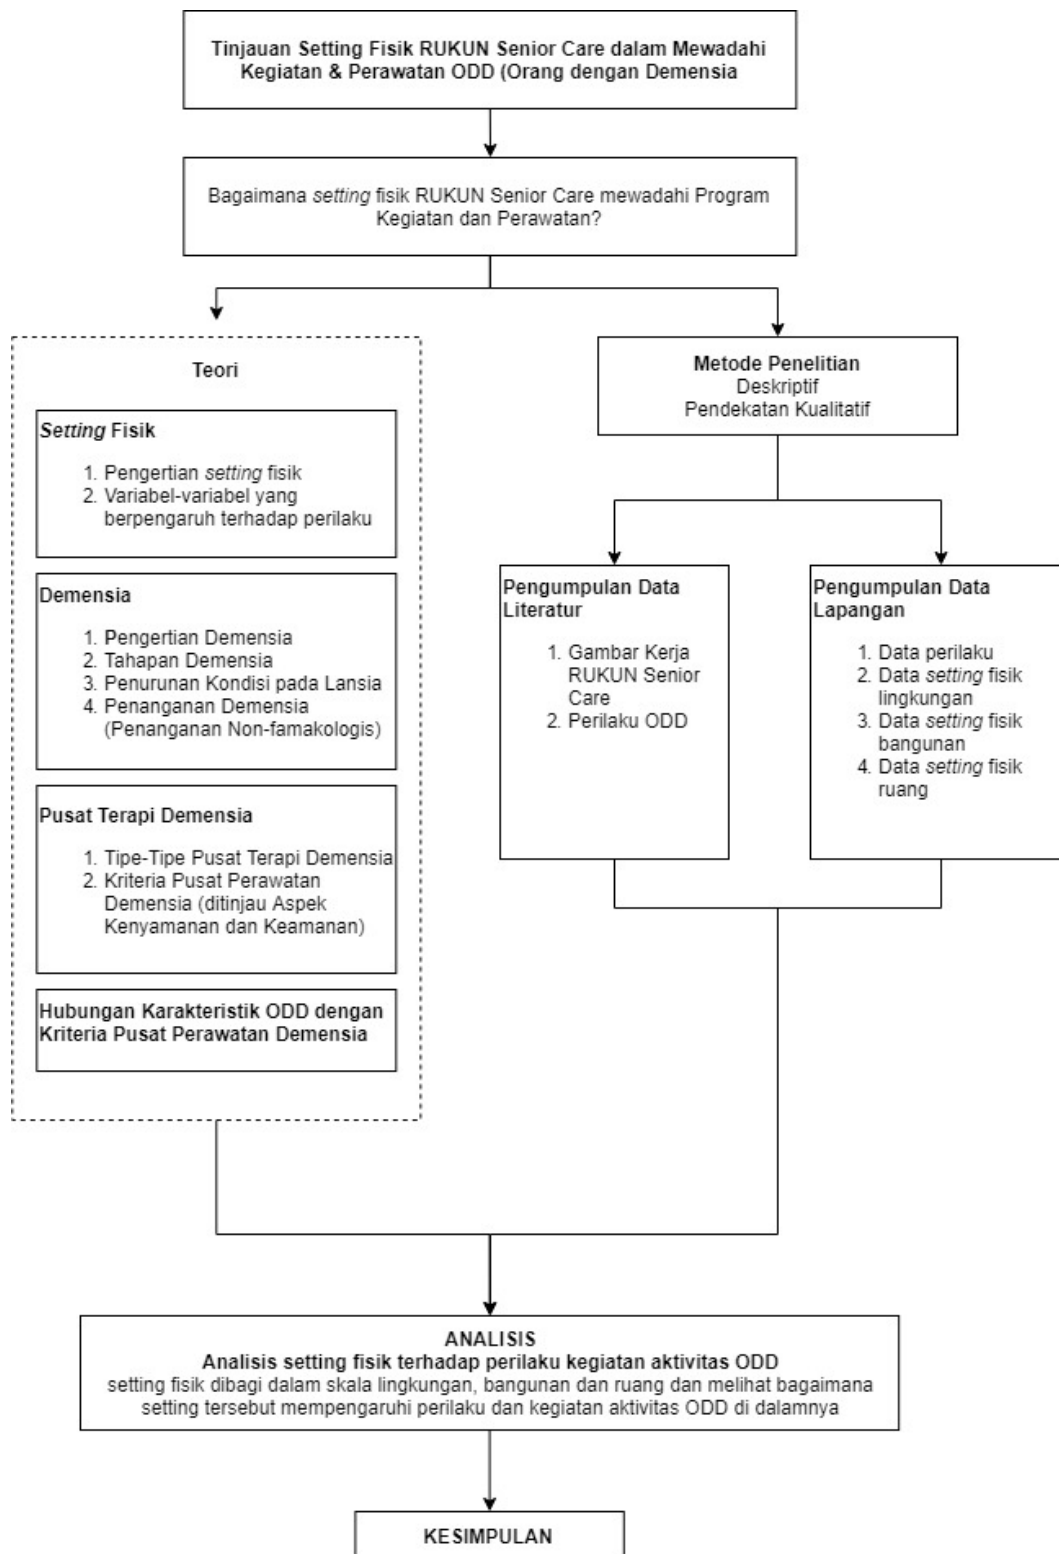 Tinjauan Setting Fisik RUKUN Senior Care dalam Mewadahi
Kegiatan & Perawatan ODD (Orang dengan Demensia
Bagaimana setting fisik RUKUN Senior Care mewadahi Program
Kegiatan dan Perawatan?
Teori
Setting Fisik
1. Pengertian setting fisik
2. Variabel-variabel yang
berpengaruh terhadap perilaku
Demensia
1. Pengertian Demensia
2. Tahapan Demensia
3. Penurunan Kondisi pada Lansia
4. Penanganan Demensia
(Penanganan Non-famakologis)
Pusat Terapi Demensia
1. Tipe-Tipe Pusat Terapi Demensia
2. Kriteria Pusat Perawatan
Demensia (ditinjau Aspek
Kenyamanan dan Keamanan)
Hubungan Karakteristik ODD dengan
Kriteria Pusat Perawatan Demensia
Metode Penelitian
Deskriptif
Pendekatan Kualitatif
Pengumpulan Data
Literatur
1. Gambar Kerja
RUKUN Senior
Care
2. Perilaku ODD
Pengumpulan Data
Lapangan
1. Data perilaku
2. Data setting fisik
lingkungan
3. Data setting fisik
bangunan
4. Data setting fisik
ruang
ANALISIS
Analisis setting fisik terhadap perilaku kegiatan aktivitas ODD
setting fisik dibagi dalam skala lingkungan, bangunan dan ruang dan melihat bagaimana
setting tersebut mempengaruhi perilaku dan kegiatan aktivitas ODD di dalamnya
KESIMPULAN